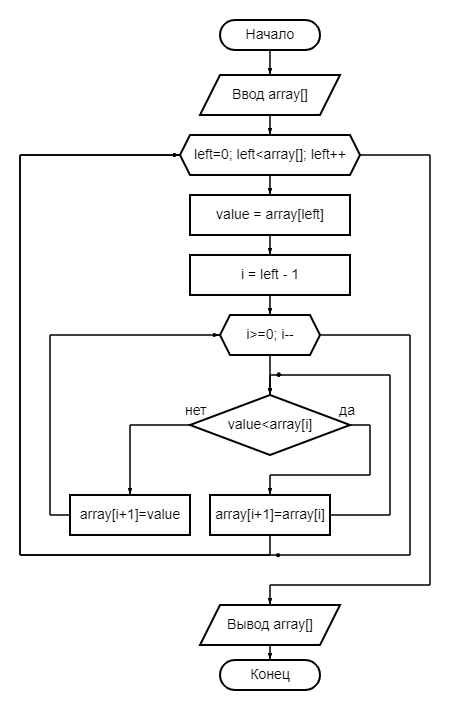 Начало
Ввод array[]
left=0; left<array[]; left++
value = array[left]
i = left - 1
i>=0; i--
нет
да
value<array[i]
array[i+1]=value
array[i+1]=array[i]
Вывод array[]
Конец